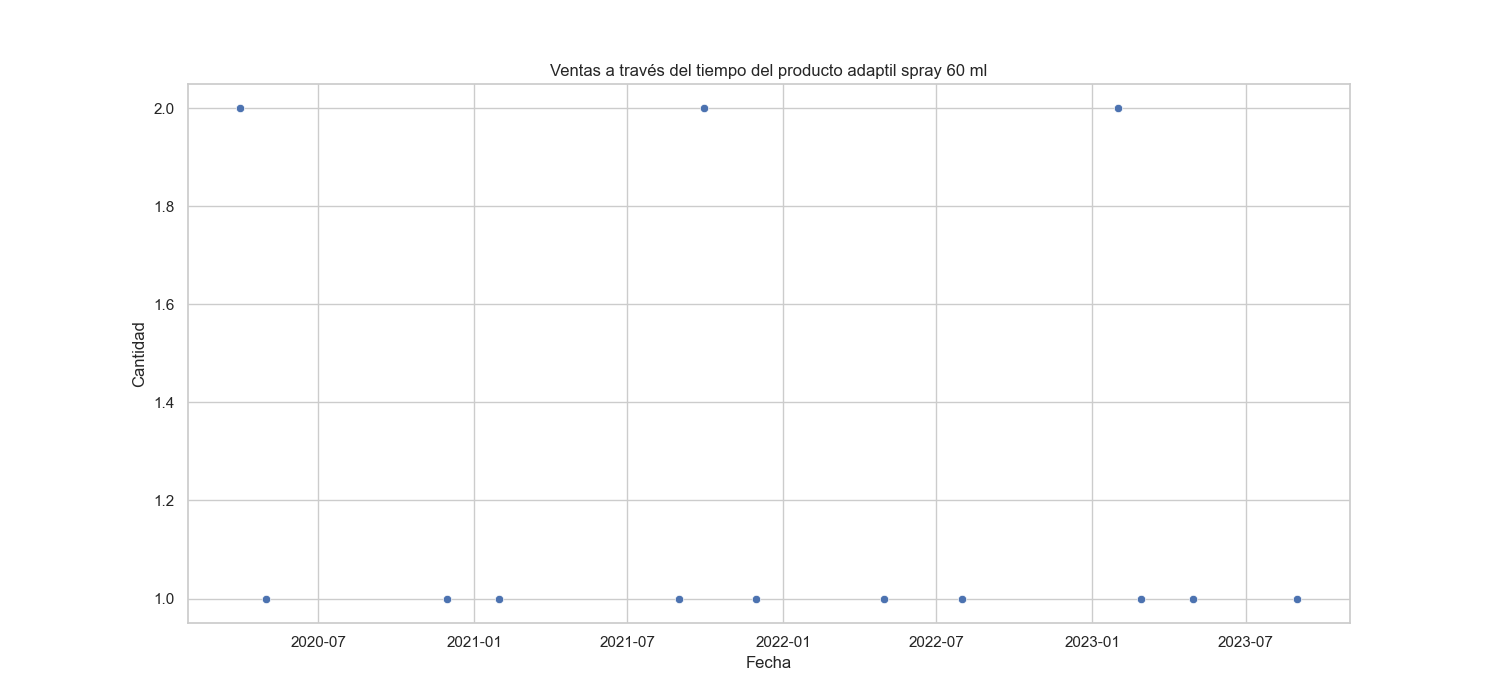 Ventas a través del tiempo del producto adaptil spray 60 ml
2.0
1.8
1.6
1.4
1.2
1.0
Cantidad
2020-07 2021-01 2021-07 2022-01 2022-07 2023-01 2023-07
Fecha